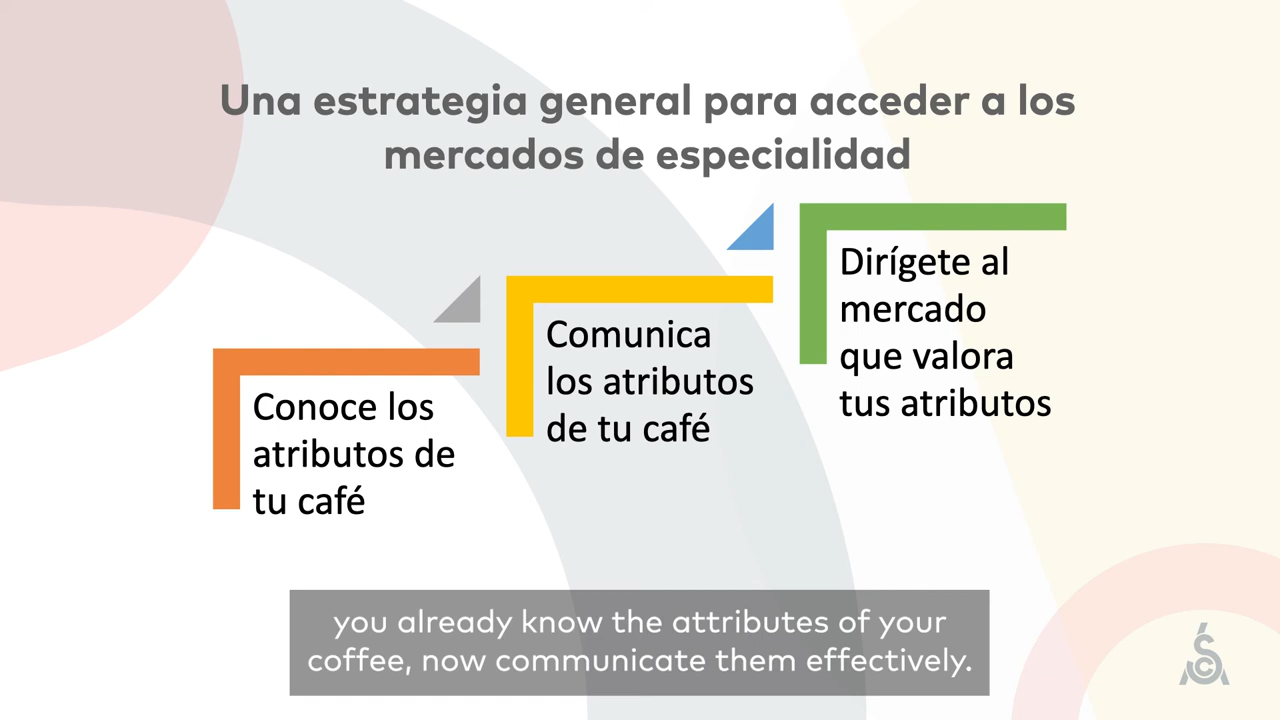 Una estrategia general para acceder a los
mercados de especialidad
Conoce los
atributos de
tu café
Comunica
los atributos
de tu café
Dirígete al
mercado
que valora
tus atributos
you already know the attributes of your
coffee, now communicate them effectively.
SCA